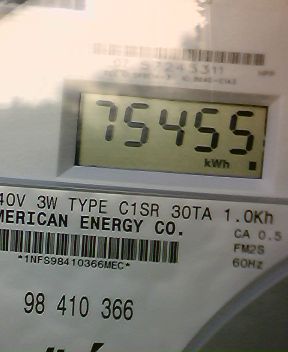 75455
kWh
40V 3W TYPE C1SR 30TA 1.0Kh
MERICAN ENERGY CO.
CA 0.5
FM2S
60Hz
*1NFS98410366MEC*
98 410 366